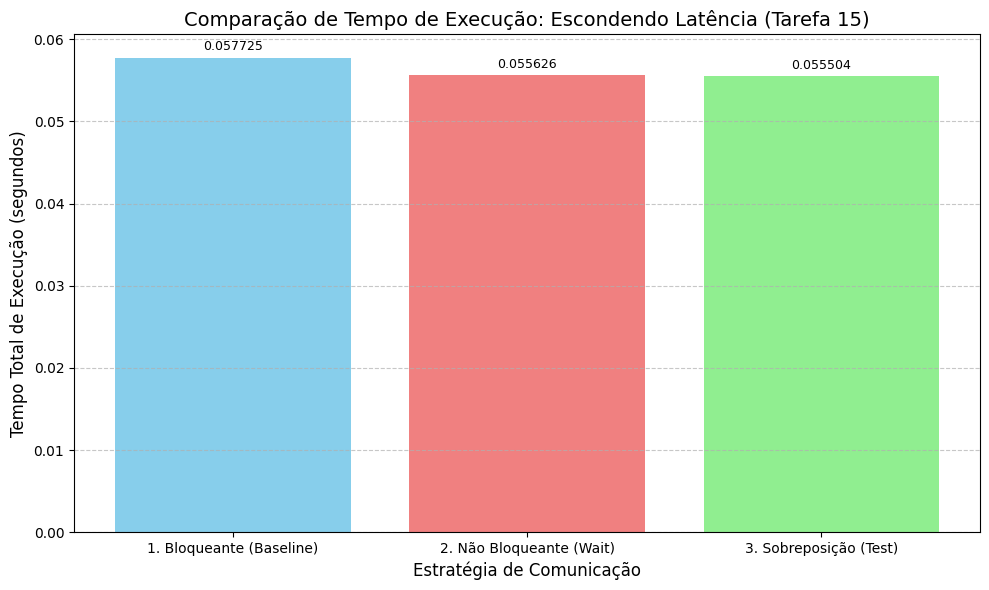 Comparação de Tempo de Execução: Escondendo Latência (Tarefa 15)
Tempo Total de Execução (segundos)
0.06
0.05
0.04
0.03
0.02
0.01
0.00
0.057725
0.055626
0.055504
1. Bloqueante (Baseline)
2. Não Bloqueante (Wait)
3. Sobreposição (Test)
Estratégia de Comunicação